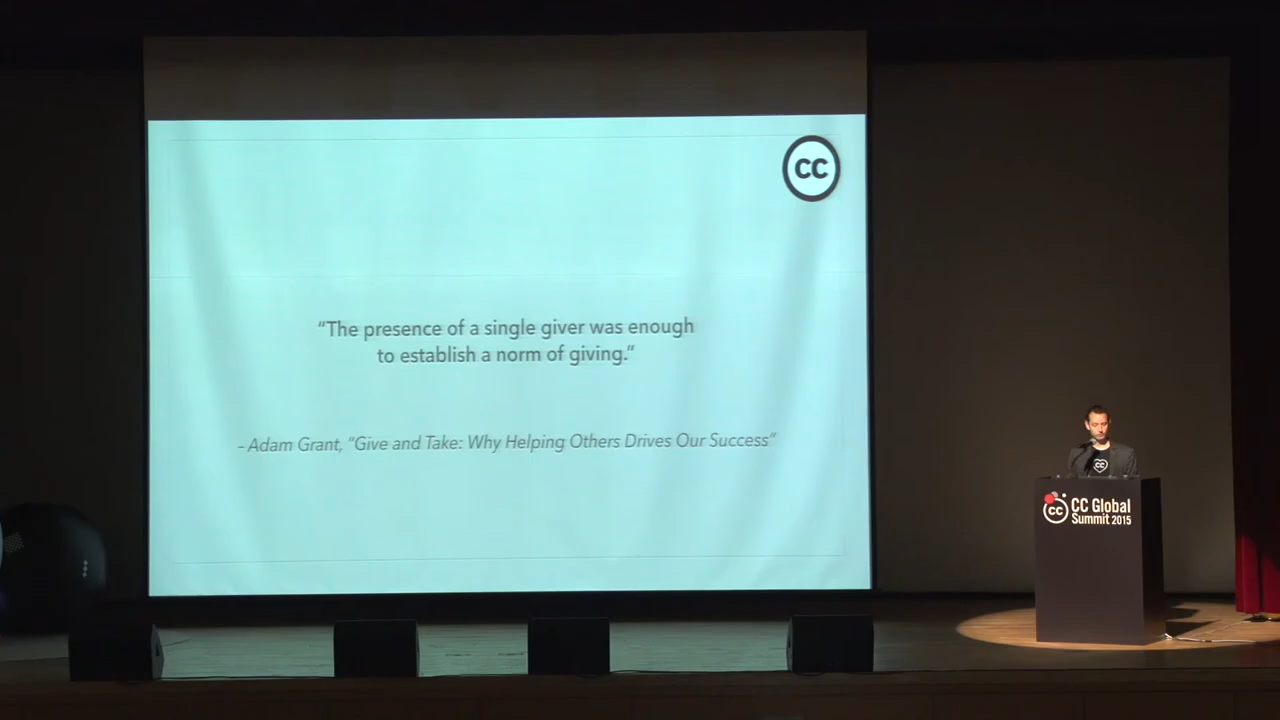 cc
“The presence of a single giver was enough
to establish a norm of giving.”
– Adam Grant, “Give and Take: Why Helping Others Drives Our Success”
CC
cc
CC Global
Summit 2015